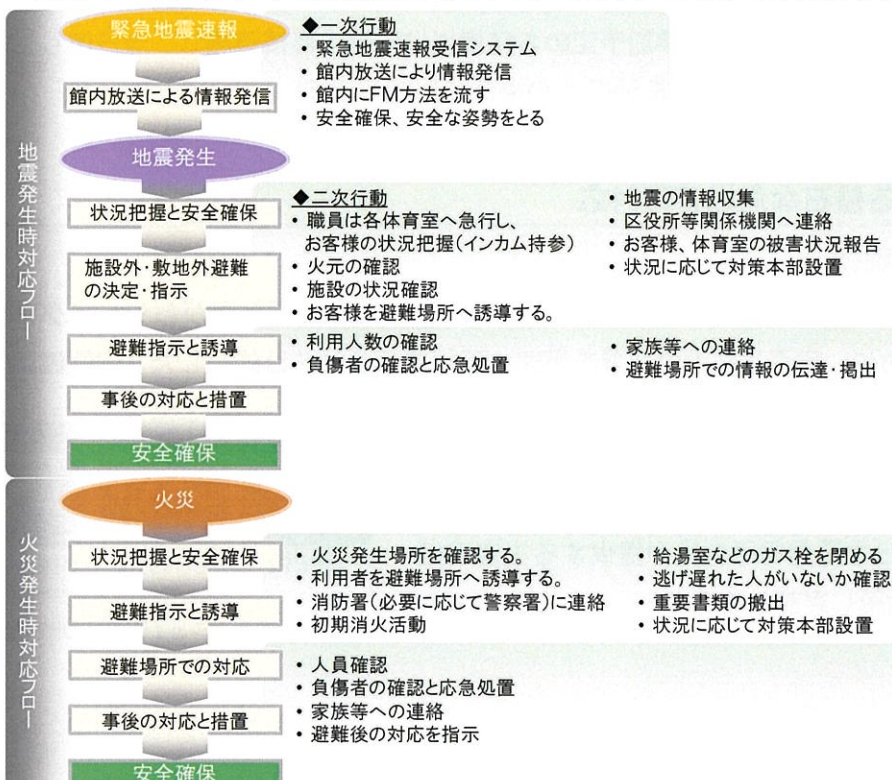 地震発生時対応フロー
緊急地震速報
館内放送による情報発信
地震発生
状況把握と安全確保
施設外・敷地外避難
の決定・指示
避難指示と誘導
事後の対応と措置
安全確保
◆一次行動
・緊急地震速報受信システム
・館内放送により情報発信
・館内にFM方法を流す
・安全確保、安全な姿勢をとる
◆二次行動
・職員は各体育室へ急行し、
お客様の状況把握(インカム持参)
・火元の確認
・施設の状況確認
・お客様を避難場所へ誘導する。
・地震の情報収集
・区役所等関係機関へ連絡
・お客様、体育室の被害状況報告
・状況に応じて対策本部設置
・利用人数の確認
・負傷者の確認と応急処置
・家族等への連絡
・避難場所での情報の伝達・掲出
火災発生時対応フロー
火災
状況把握と安全確保
避難指示と誘導
避難場所での対応
事後の対応と措置
安全確保
・火災発生場所を確認する。
・利用者を避難場所へ誘導する。
・消防署(必要に応じて警察署)に連絡
・初期消火活動
・給湯室などのガス栓を閉める
・逃げ遅れた人がいないか確認
・重要書類の搬出
・状況に応じて対策本部設置
・人員確認
・負傷者の確認と応急処置
・家族等への連絡
・避難後の対応を指示